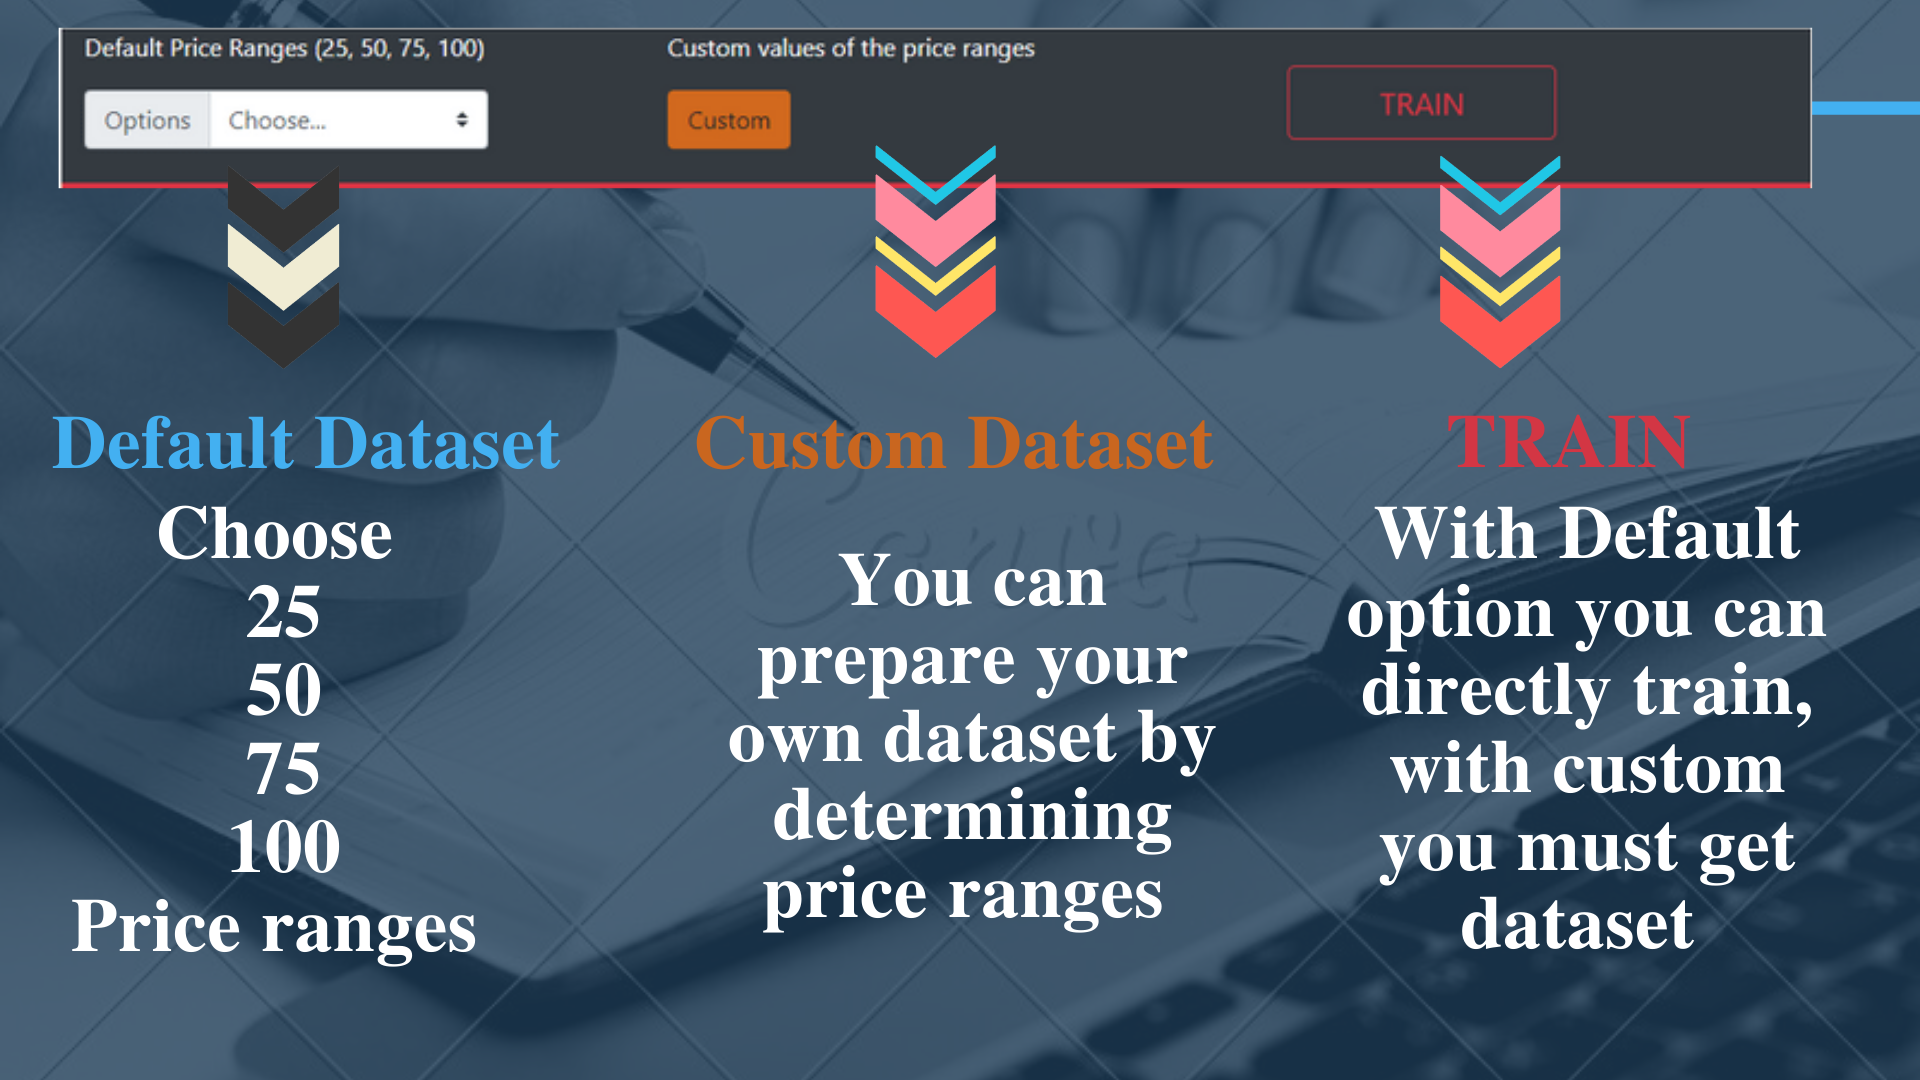 Default Price Ranges (25, 50, 75, 100)
Custom values of the price ranges
Options
Choose...
Custom
TRAIN
Default Dataset
Choose
25
50
75
100
Price ranges
Custom Dataset
You can
prepare your
own dataset by
determining
price ranges
TRAIN
With Default
option you can
directly train,
with custom
you must get
dataset
Canva